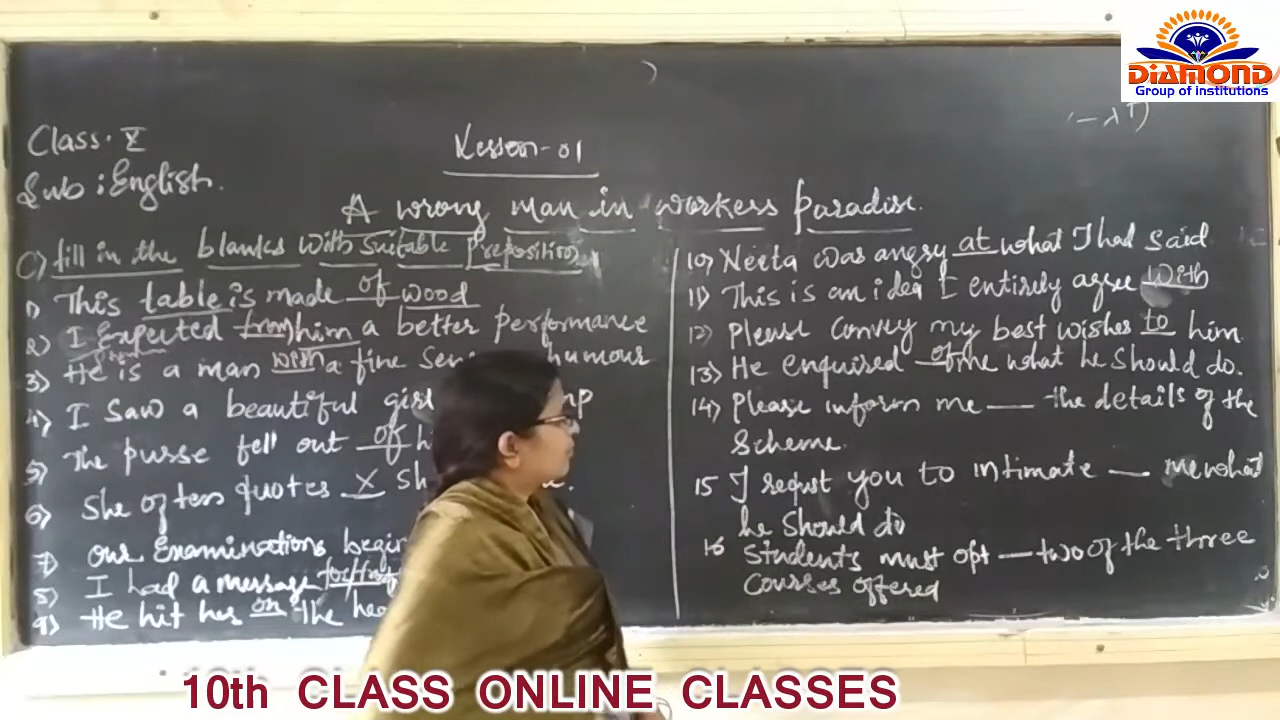 DIAMOND
Group of institutions
Class. X
Sub : English.
Lesson-01
A wrong man in workers paradise.
C) fill in the blanks with suitable preposition
1) This table is made of wood
2) I Expected from him a better performance
3) He is a man with a fine humour
4) I Saw a beautiful
5) The purse fell out of
6) She often quotes X
7) our Examinations
I had a message
9) He hit her on the
10) Neeta was angry at what I had said
11) This is an idea I entirely agree with
12) Please convey my best wishes to him.
13) He enquired of me what he should do.
14) Please inform me — the details of the
Scheme.
15 I request you to intimate — me what
he should do
16 Students must opt — two of the three
Courses offered
10th CLASS ONLINE CLASSES